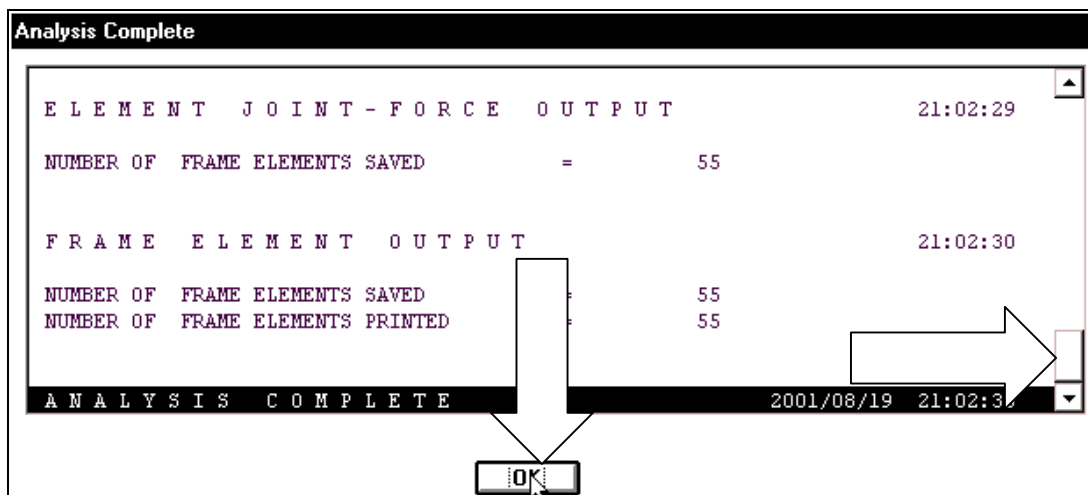 Analysis Complete
E L E M E N T   J O I N T - F O R C E   O U T P U T   21:02:29
NUMBER OF FRAME ELEMENTS SAVED = 55
F R A M E   E L E M E N T   O U T P U T   21:02:30
NUMBER OF FRAME ELEMENTS SAVED = 55
NUMBER OF FRAME ELEMENTS PRINTED = 55
A N A L Y S I S   C O M P L E T E   2001/08/19
OK